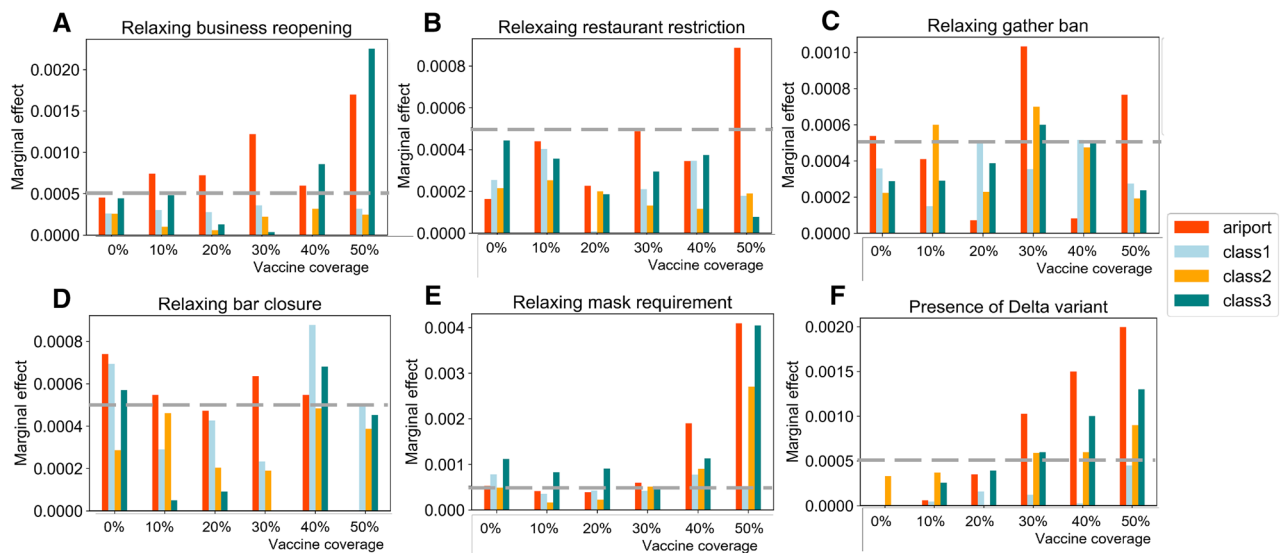 A
Relaxing business reopening
Marginal effect
0.0020
0.0015
0.0010
0.0005
0.0000
0% 10% 20% 30% 40% 50%
Vaccine coverage
B
Relexaing restaurant restriction
Marginal effect
0.0008
0.0006
0.0004
0.0002
0.0000
0% 10% 20% 30% 40% 50%
Vaccine coverage
C
Relaxing gather ban
Marginal effect
0.0010
0.0008
0.0006
0.0004
0.0002
0.0000
0% 10% 20% 30% 40% 50%
Vaccine coverage
ariport
class1
class2
class3
D
Relaxing bar closure
Marginal effect
0.0008
0.0006
0.0004
0.0002
0.0000
0% 10% 20% 30% 40% 50%
Vaccine coverage
E
Relaxing mask requirement
Marginal effect
0.004
0.003
0.002
0.001
0.000
0% 10% 20% 30% 40% 50%
Vaccine coverage
F
Presence of Delta variant
Marginal effect
0.0020
0.0015
0.0010
0.0005
0.0000
0% 10% 20% 30% 40% 50%
Vaccine coverage